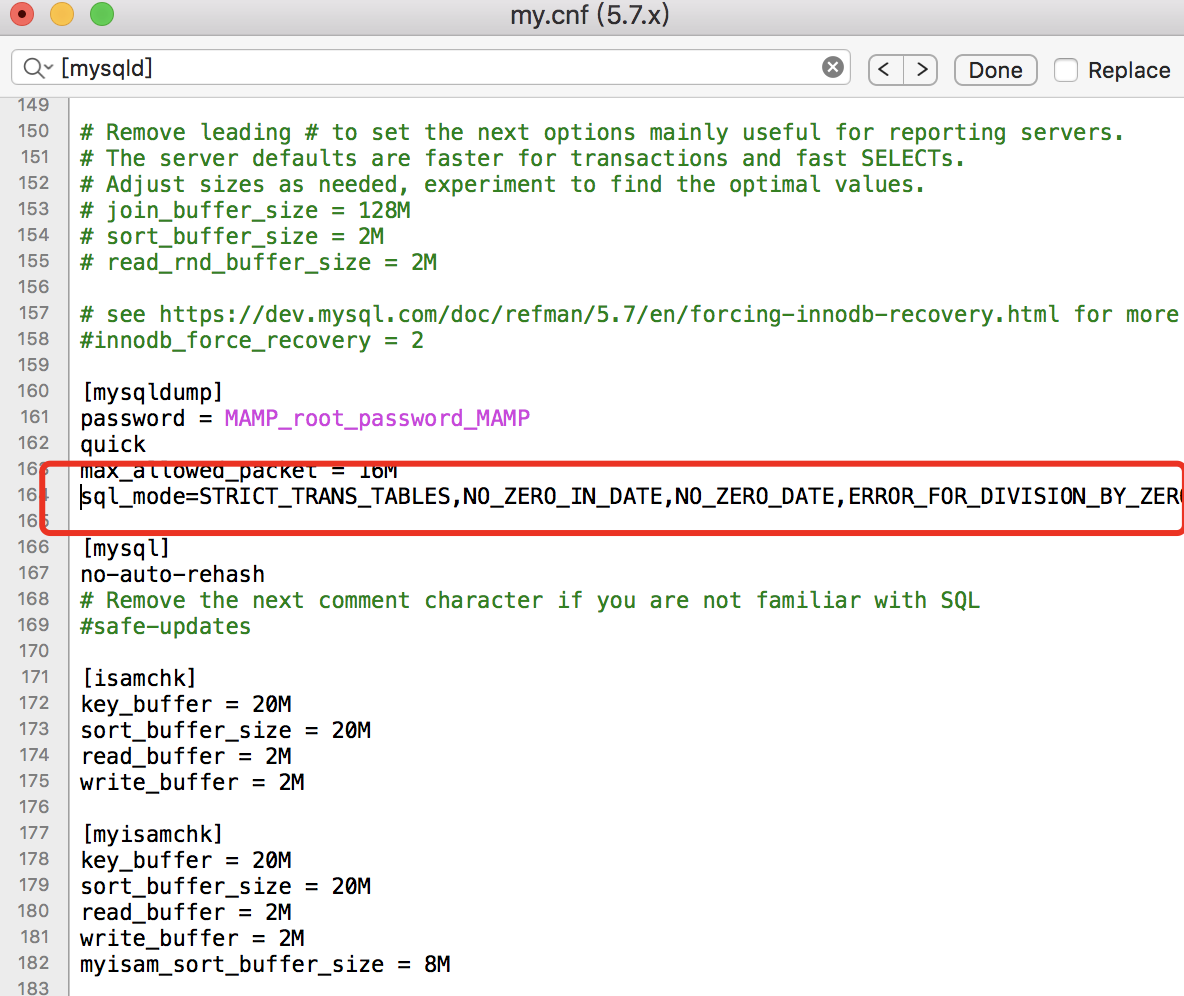 my.cnf (5.7.x)
[mysqld]
<
>
Done
Replace
149
150 # Remove leading # to set the next options mainly useful for reporting servers.
151 # The server defaults are faster for transactions and fast SELECTs.
152 # Adjust sizes as needed, experiment to find the optimal values.
153 # join_buffer_size = 128M
154 # sort_buffer_size = 2M
155 # read_rnd_buffer_size = 2M
156
157 # see https://dev.mysql.com/doc/refman/5.7/en/forcing-innodb-recovery.html for more
158 #innodb_force_recovery = 2
159
160 [mysqldump]
161 password = MAMP_root_password_MAMP
162 quick
163 max_allowed_packet = 16M
164 sql_mode=STRICT_TRANS_TABLES,NO_ZERO_IN_DATE,NO_ZERO_DATE,ERROR_FOR_DIVISION_BY_ZERO
165
166 [mysql]
167 no-auto-rehash
168 # Remove the next comment character if you are not familiar with SQL
169 #safe-updates
170
171 [isamchk]
172 key_buffer = 20M
173 sort_buffer_size = 20M
174 read_buffer = 2M
175 write_buffer = 2M
176
177 [myisamchk]
178 key_buffer = 20M
179 sort_buffer_size = 20M
180 read_buffer = 2M
181 write_buffer = 2M
182 myisam_sort_buffer_size = 8M
183